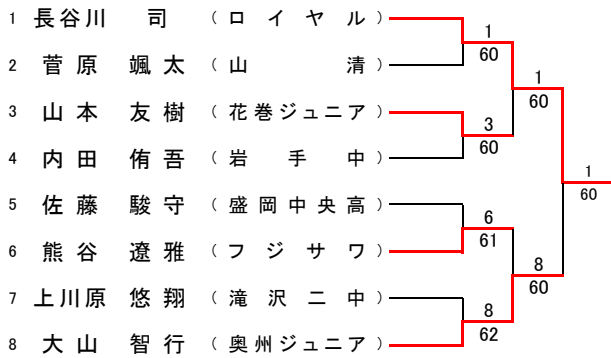 1 長谷川 司 （ロイヤル） 1 60
2 菅原 颯太 （山清） 1 60
3 山本 友樹 （花巻ジュニア） 3 60
4 内田 侑吾 （岩手中） 1 60
5 佐藤 駿守 （盛岡中央高） 6 61
6 熊谷 遼雅 （フジサワ） 8 60
7 上川原 悠翔 （滝沢二中） 8 62
8 大山 智行 （奥州ジュニア）